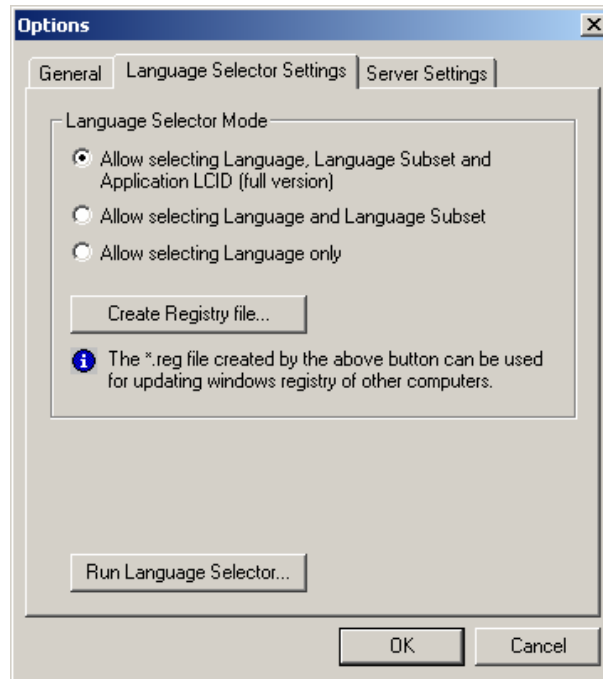 Options
General
Language Selector Settings
Server Settings
Language Selector Mode
Allow selecting Language, Language Subset and
Application LCID (full version)
Allow selecting Language and Language Subset
Allow selecting Language only
Create Registry file...
The *.reg file created by the above button can be used
for updating windows registry of other computers.
Run Language Selector...
OK
Cancel